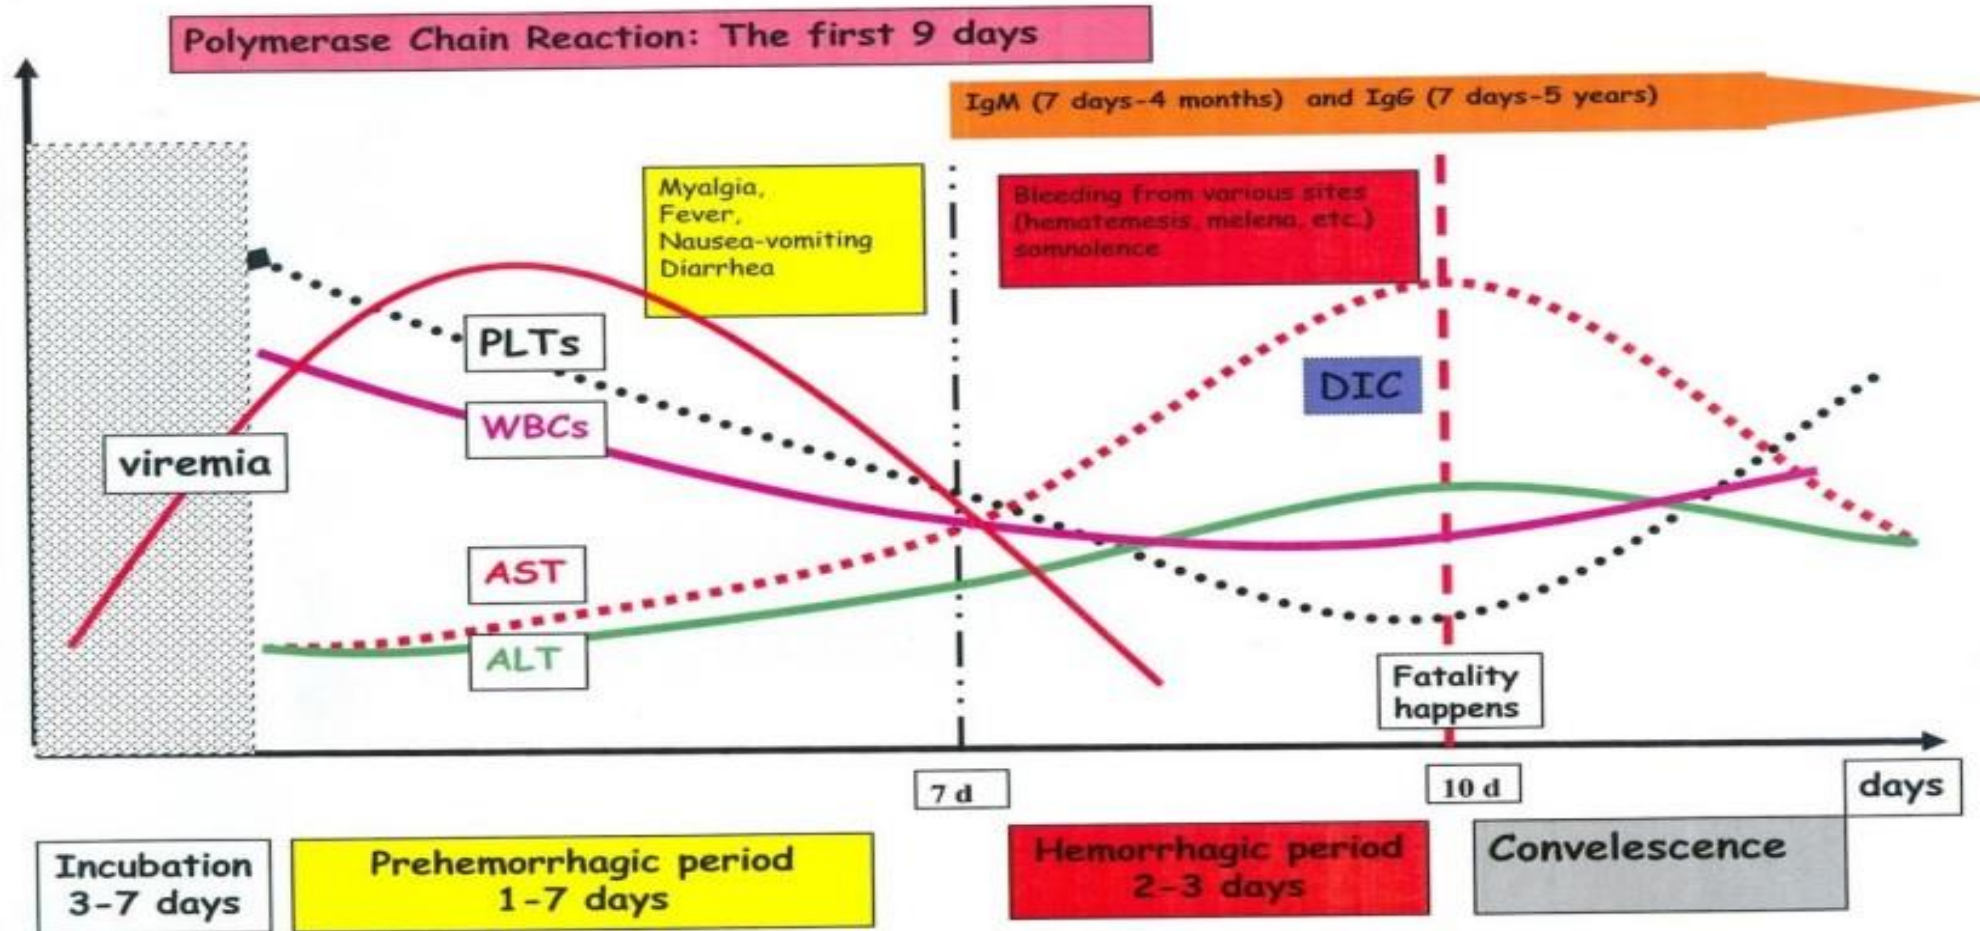 Polymerase Chain Reaction: The first 9 days
IgM (7 days-4 months) and IgG (7 days-5 years)
Myalgia,
Fever,
Nausea-vomiting
Diarrhea
Bleeding from various sites
(hematemesis, melena, etc.)
somnolence
PLTs
DIC
WBCs
viremia
AST
ALT
Fatality
happens
7 d
10 d
days
Incubation
3-7 days
Prehemorrhagic period
1-7 days
Hemorrhagic period
2-3 days
Convelescence